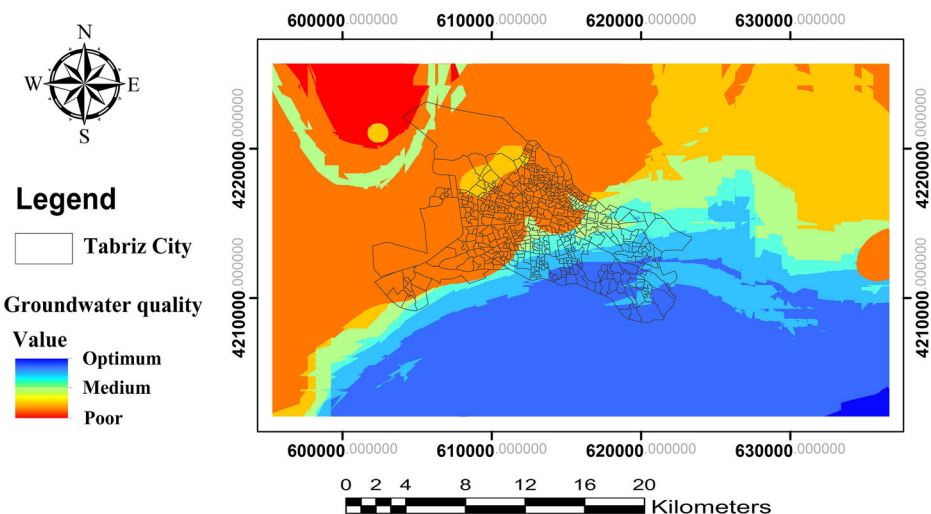 600000.000000 610000.000000 620000.000000 630000.000000
N
W E
S
4220000.000000 4220000.000000
Legend
Tabriz City
4210000.000000 4210000.000000
Groundwater quality
Value
Optimum
Medium
Poor
600000.000000 610000.000000 620000.000000 630000.000000
0 2 4 8 12 16 20
Kilometers